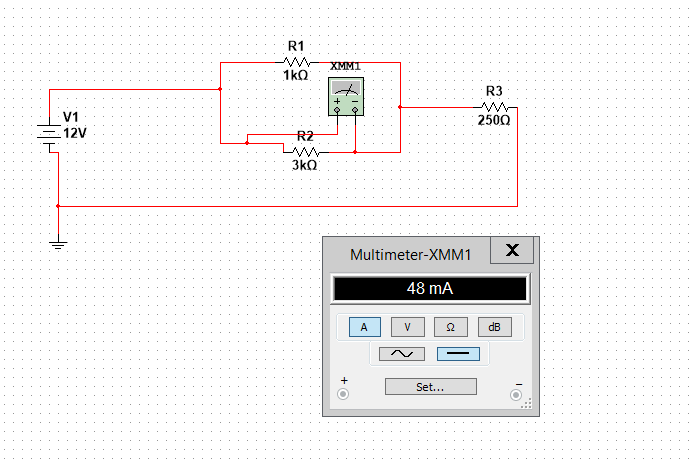 R1
1kΩ
XMM1
+ −
R3
250Ω
V1
12V
R2
3kΩ
Multimeter-XMM1 X
48 mA
A V Ω dB
+ −
Set...